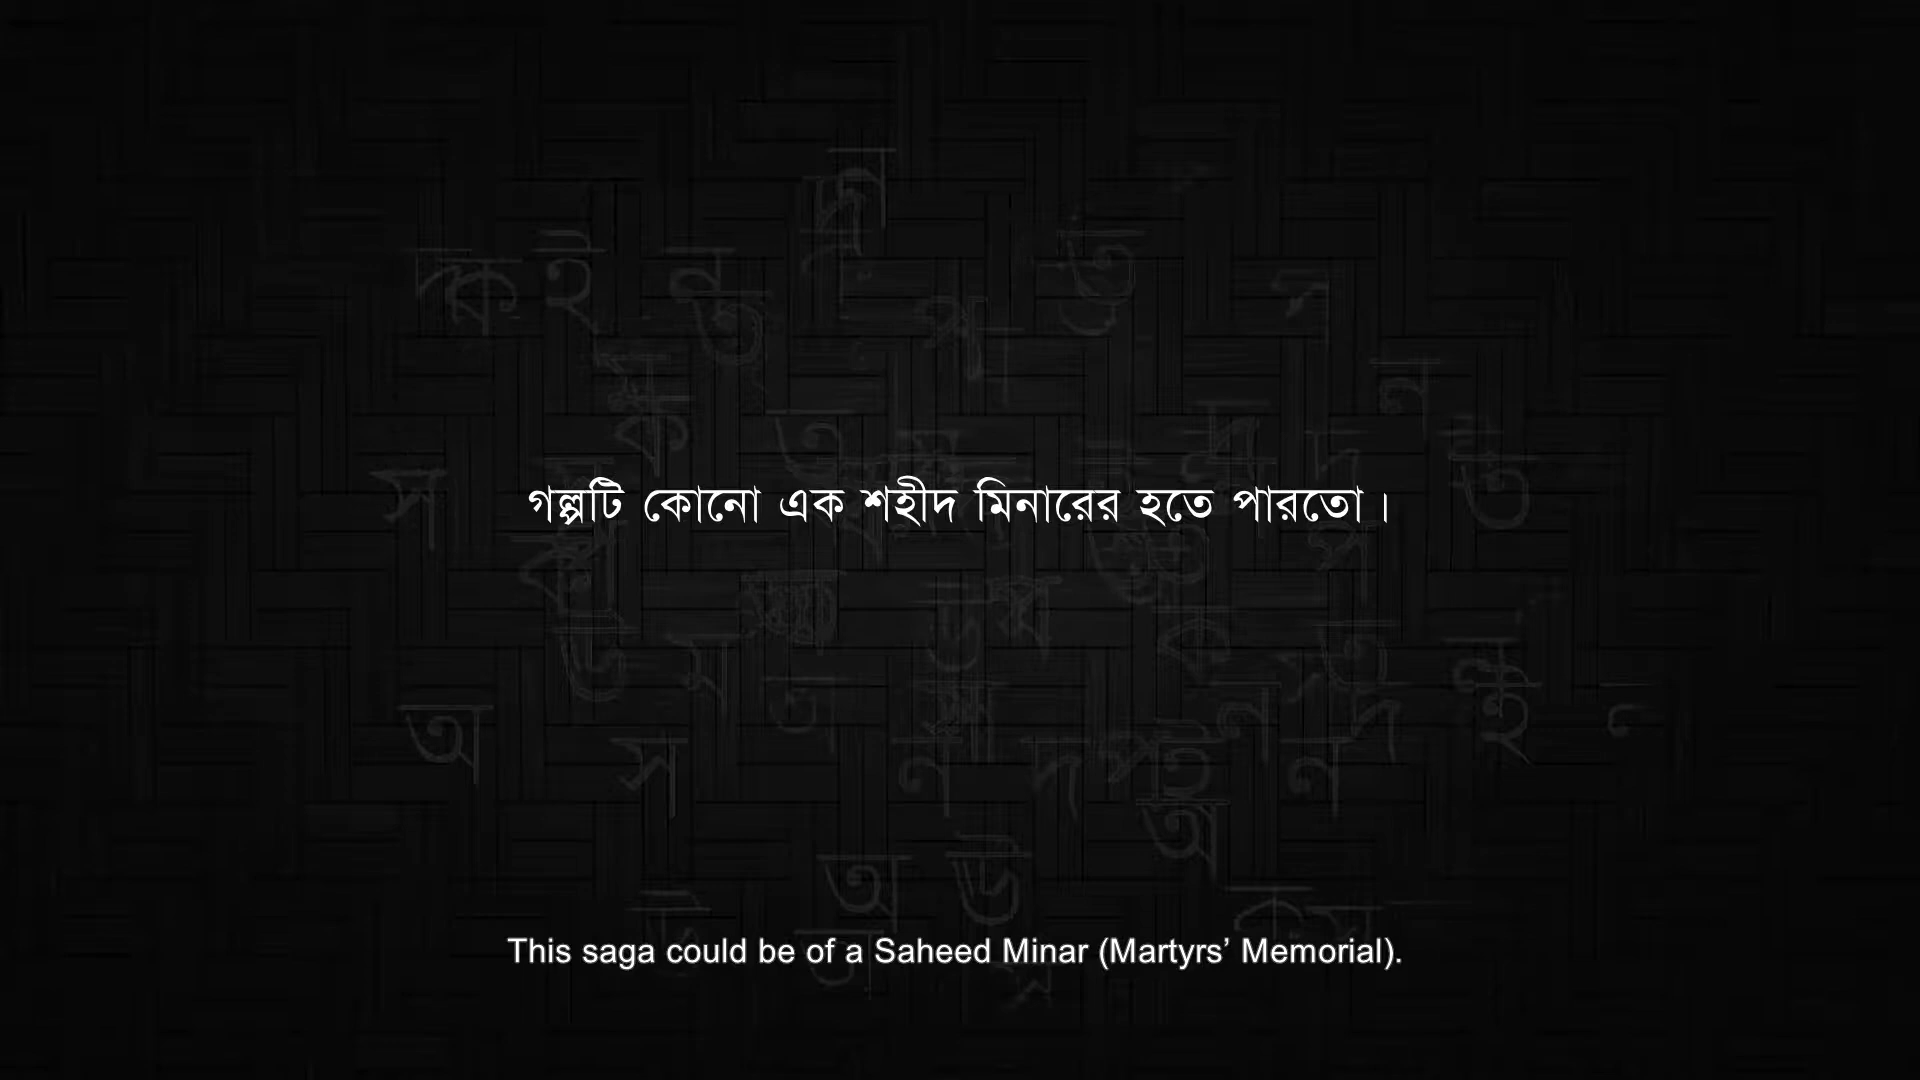 গল্পটি কোনো এক শহীদ মিনারের হতে পারতো।
This saga could be of a Saheed Minar (Martyrs’ Memorial).